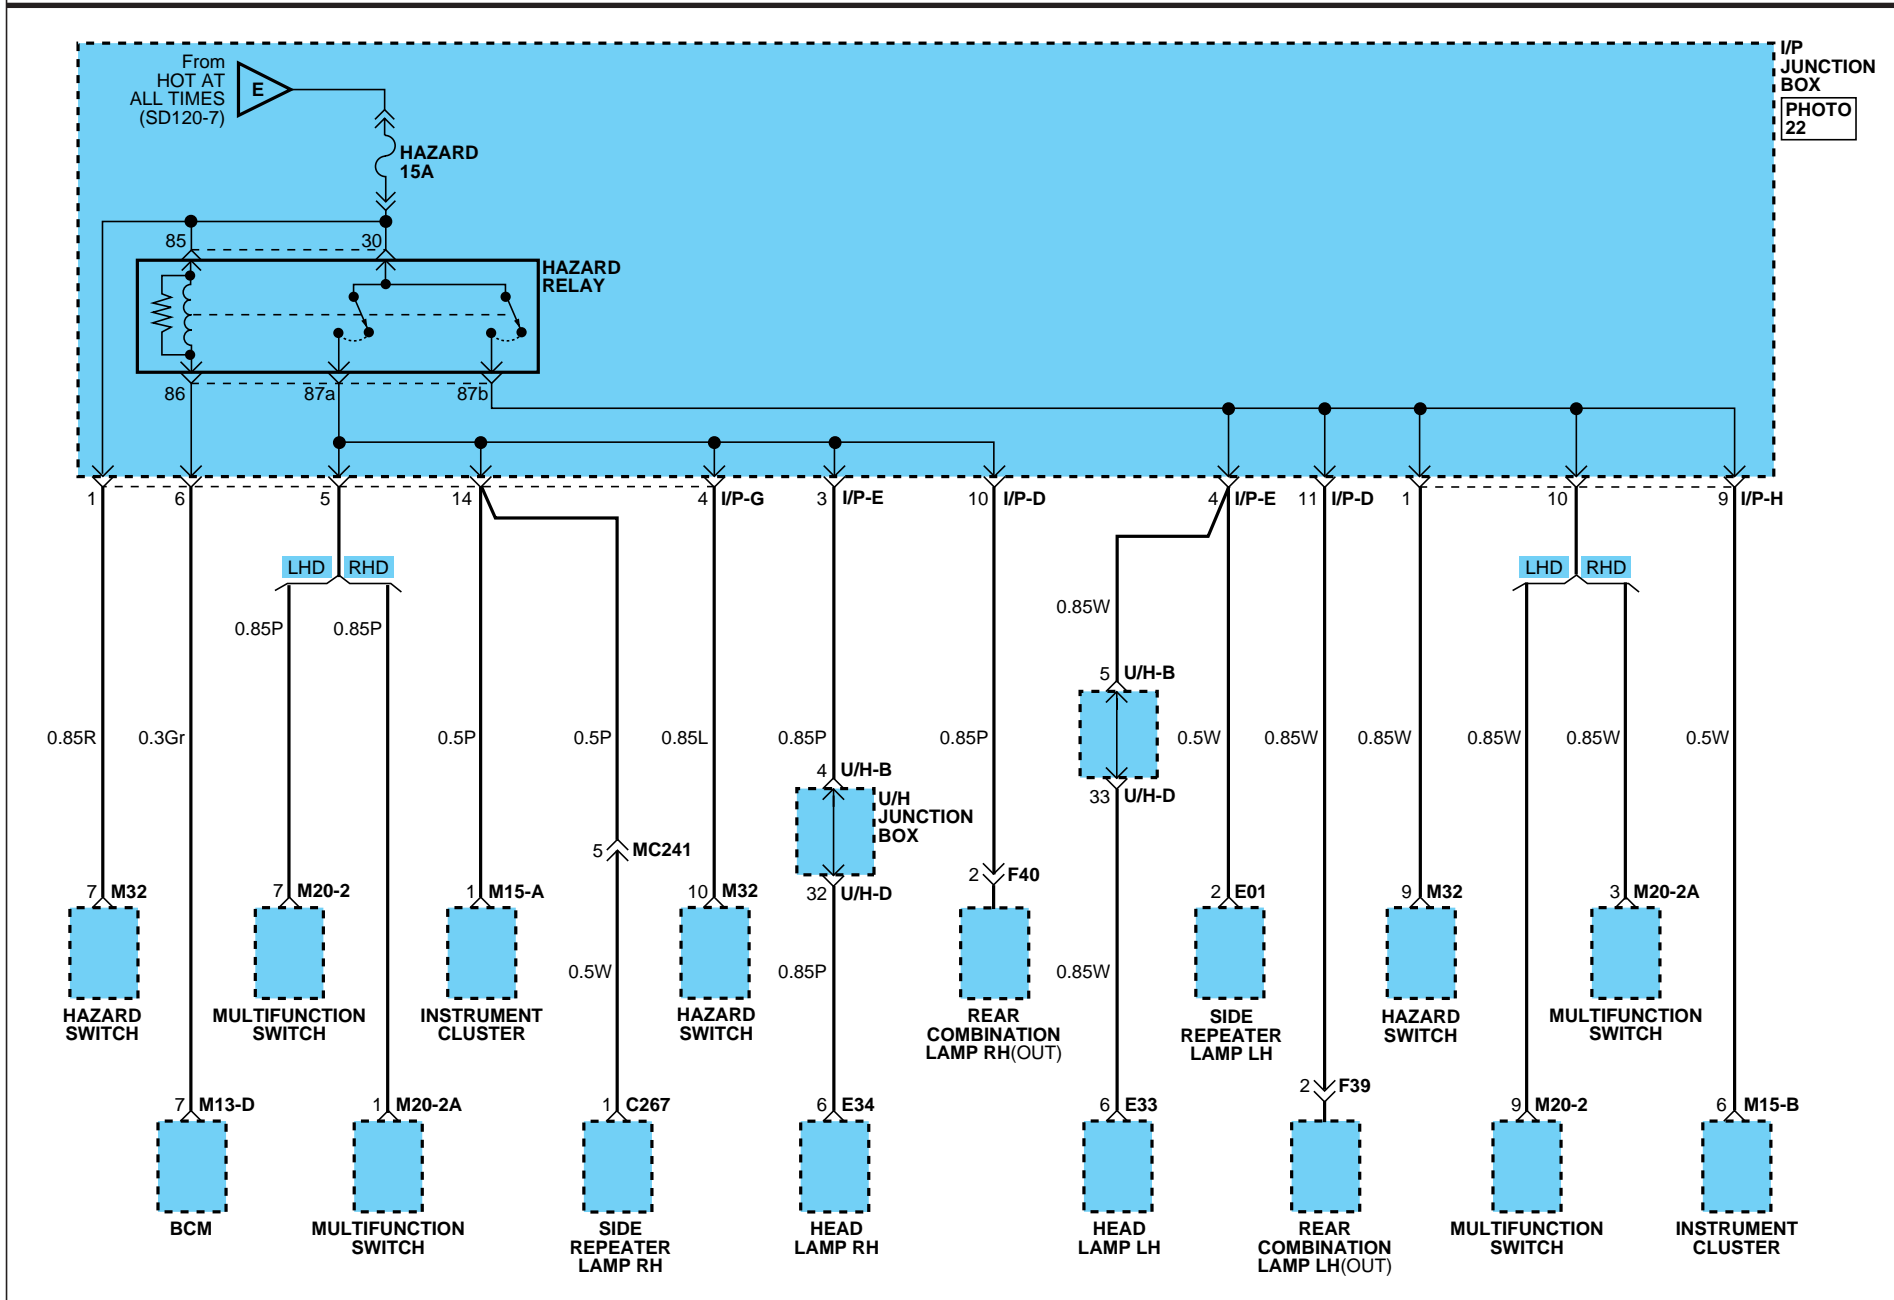 From
HOT AT
ALL TIMES
(SD120-7)
E
I/P
JUNCTION
BOX
PHOTO
22
HAZARD
15A
85
30
HAZARD
RELAY
86
87a
87b
1
6
5
14
4 I/P-G
3 I/P-E
10 I/P-D
4 I/P-E
11 I/P-D
1
10
9 I/P-H
LHD RHD
LHD RHD
0.85P
0.85P
0.85W
5 U/H-B
0.85R
0.3Gr
0.5P
0.5P
0.85L
0.85P
0.85P
0.5W
0.85W
0.85W
0.85W
0.85W
0.5W
4 U/H-B
U/H
JUNCTION
BOX
33 U/H-D
5 MC241
2 F40
32 U/H-D
7 M32
7 M20-2
1 M15-A
10 M32
2 E01
9 M32
3 M20-2A
0.5W
0.85P
0.85W
HAZARD
SWITCH
MULTIFUNCTION
SWITCH
INSTRUMENT
CLUSTER
HAZARD
SWITCH
REAR
COMBINATION
LAMP RH(OUT)
SIDE
REPEATER
LAMP LH
HAZARD
SWITCH
MULTIFUNCTION
SWITCH
2 F39
7 M13-D
1 M20-2A
1 C267
6 E34
6 E33
9 M20-2
6 M15-B
BCM
MULTIFUNCTION
SWITCH
SIDE
REPEATER
LAMP RH
HEAD
LAMP RH
HEAD
LAMP LH
REAR
COMBINATION
LAMP LH(OUT)
MULTIFUNCTION
SWITCH
INSTRUMENT
CLUSTER